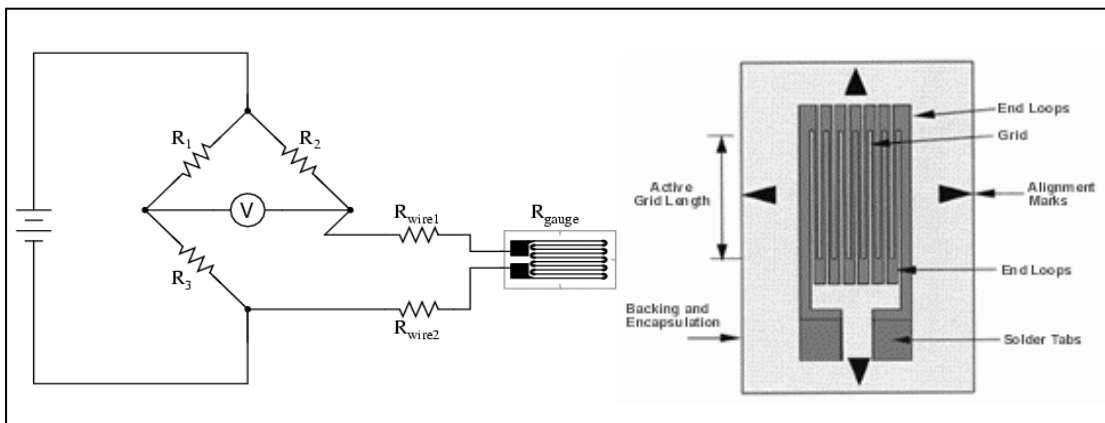 R1
R2
V
R3
Rwire1
Rgauge
Rwire2
End Loops
Grid
Active
Grid Length
Alignment
Marks
End Loops
Backing and
Encapsulation
Solder Tabs